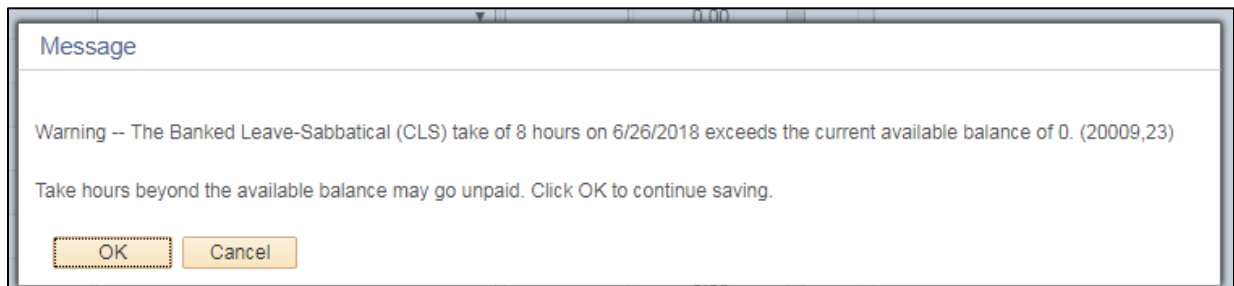 0.00
Message
Warning -- The Banked Leave-Sabbatical (CLS) take of 8 hours on 6/26/2018 exceeds the current available balance of 0. (20009,23)
Take hours beyond the available balance may go unpaid. Click OK to continue saving.
OK Cancel